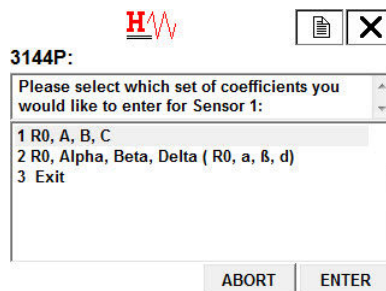 H
3144P:
Please select which set of coefficients you
would like to enter for Sensor 1:
1 R0, A, B, C
2 R0, Alpha, Beta, Delta ( R0, a, ß, d)
3 Exit
ABORT ENTER